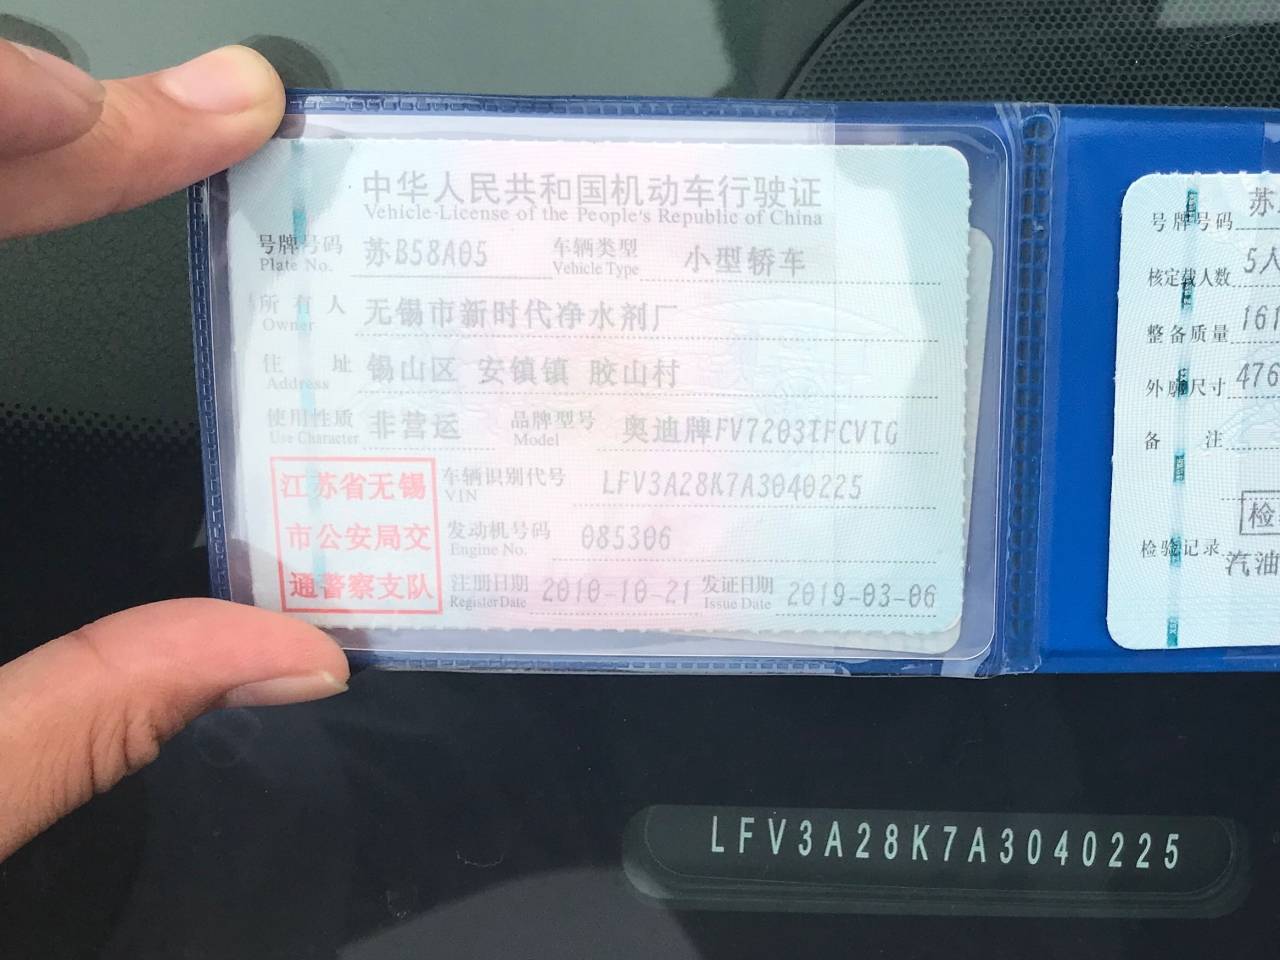 中华人民共和国机动车行驶证
Vehicle License of the People's Republic of China
号牌号码 苏B58A05 车辆类型 小型轿车
Plate No. Vehicle Type
所有人 无锡市新时代净水剂厂
Owner
住址 锡山区 安镇镇 胶山村
Address
使用性质 非营运 品牌型号 奥迪牌FV7203TFCVTG
Use Character Model
江苏省无锡
市公安局交
通警察支队
车辆识别代号 LFV3A28K7A3040225
VIN
发动机号码 085306
Engine No.
注册日期 2010-10-21 发证日期 2019-03-06
Register Date Issue Date
号牌号码 苏
核定载人数 5人
整备质量 161
外廓尺寸 476
备注
检
检验记录
汽油
LFV3A28K7A3040225